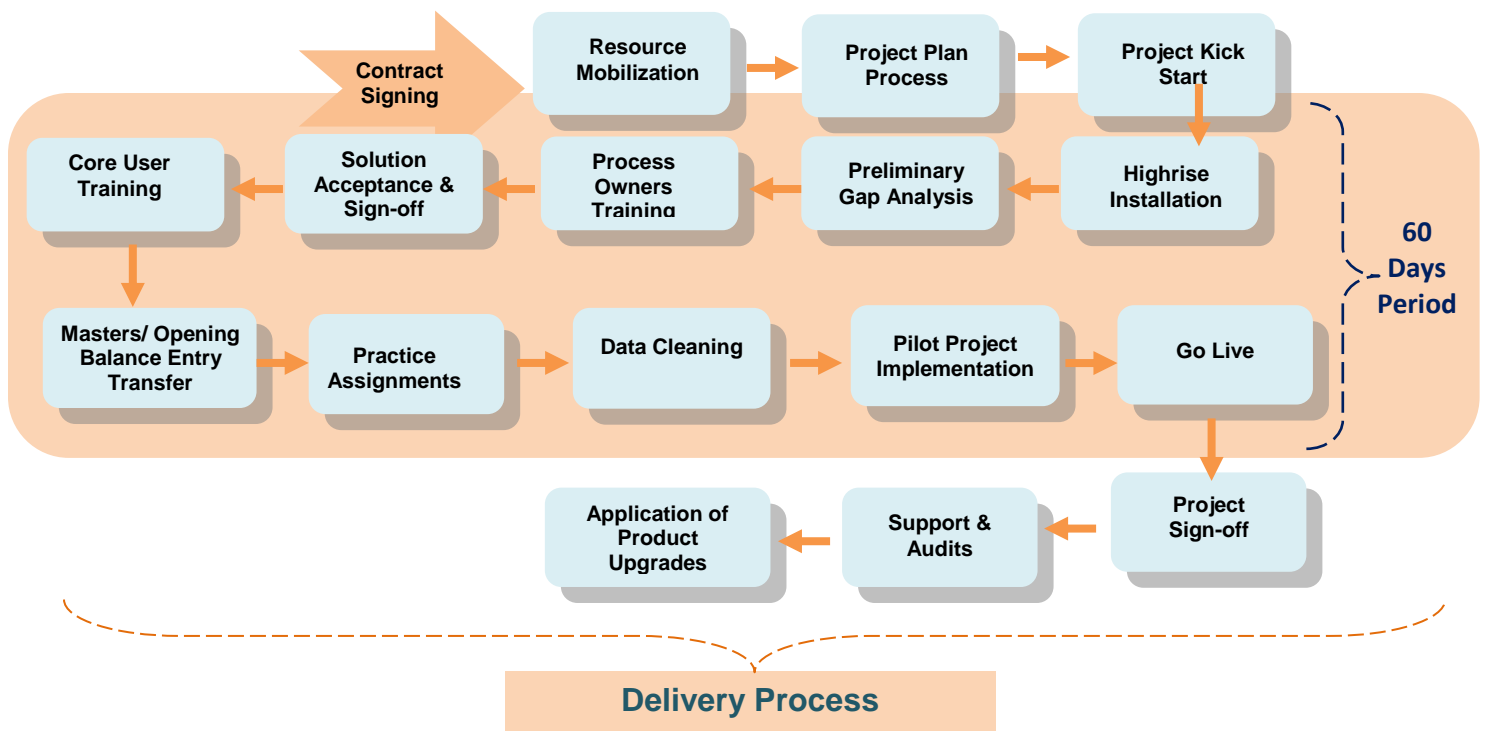 Contract
Signing
Resource
Mobilization
Project Plan
Process
Project Kick
Start
Highrise
Installation
Preliminary
Gap Analysis
Process
Owners
Training
Solution
Acceptance &
Sign-off
Core User
Training
60
Days
Period
Masters/ Opening
Balance Entry
Transfer
Practice
Assignments
Data Cleaning
Pilot Project
Implementation
Go Live
Project
Sign-off
Support &
Audits
Application of
Product
Upgrades
Delivery Process